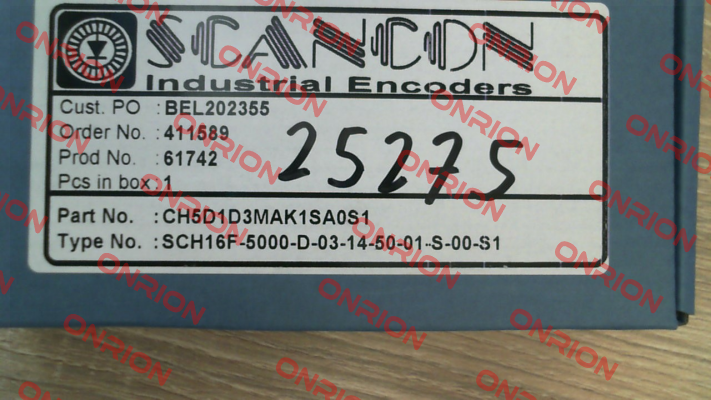 SCANCON
Industrial Encoders
Cust. PO : BEL202355
Order No. : 411589
Prod No. : 61742
Pcs in box : 1
25275
Part No. : CH5D1D3MAK1SA0S1
Type No. : SCH16F-5000-D-03-14-50-01-S-00-S1
ONRION